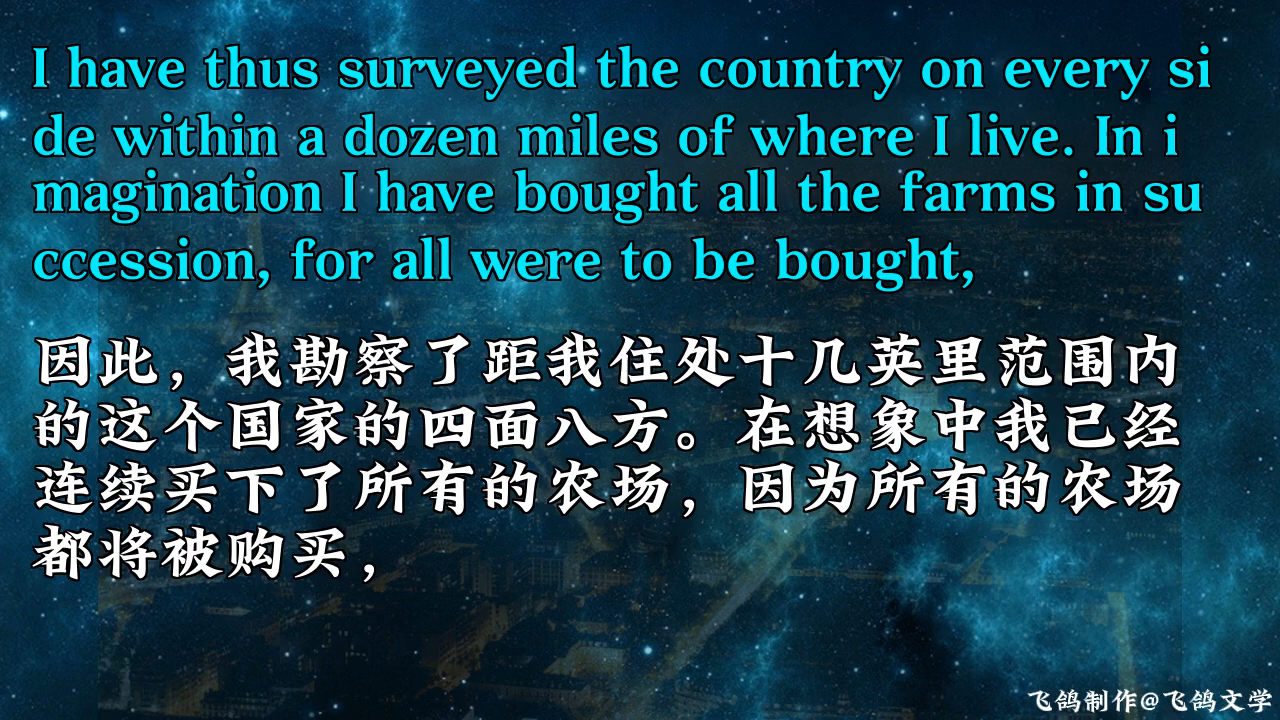 I have thus surveyed the country on every si
de within a dozen miles of where I live. In i
magination I have bought all the farms in su
ccession, for all were to be bought,
因此，我勘察了距我住处十几英里范围内
的这个国家的四面八方。在想象中我已经
连续买下了所有的农场，因为所有的农场
都将被购买，
飞鸽制作@飞鸽文学